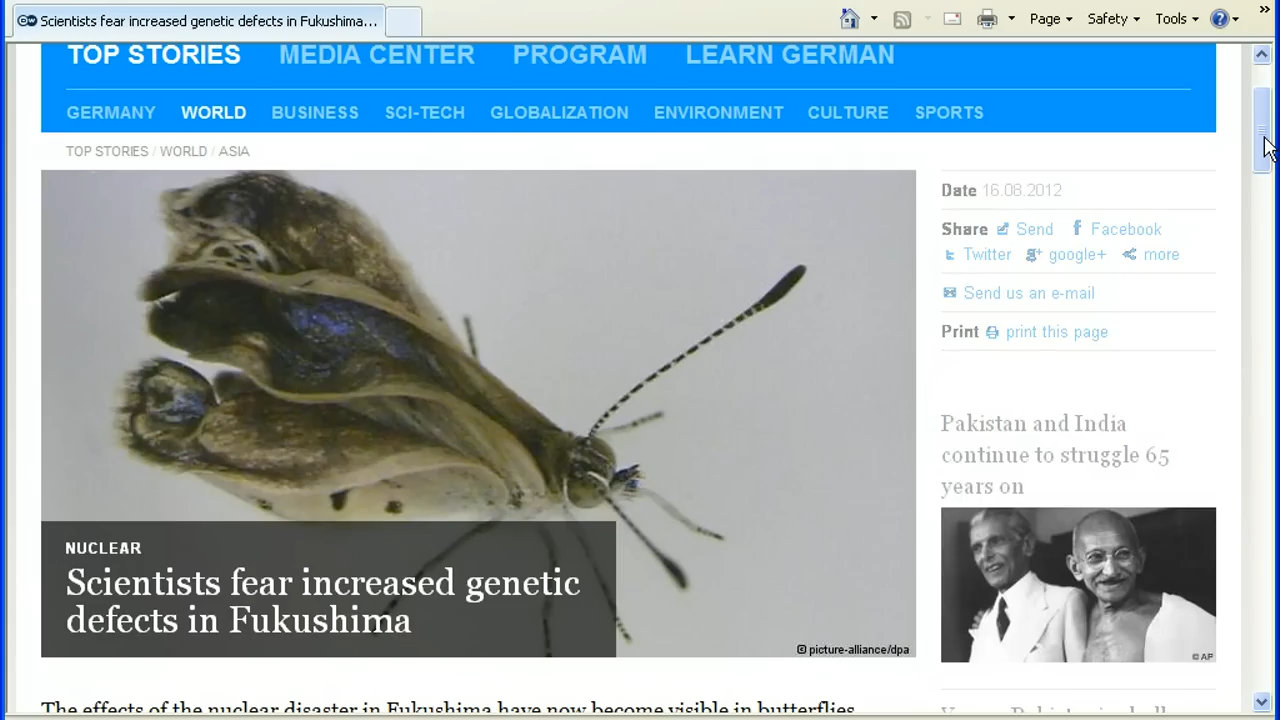 Scientists fear increased genetic defects in Fukushima...
Page
Safety
Tools
TOP STORIES MEDIA CENTER PROGRAM LEARN GERMAN
GERMANY WORLD BUSINESS SCI-TECH GLOBALIZATION ENVIRONMENT CULTURE SPORTS
TOP STORIES / WORLD / ASIA
NUCLEAR
Scientists fear increased genetic
defects in Fukushima
© picture-alliance/dpa
The effects of the nuclear disaster in Fukushima have now become visible in butterflies.
Date 16.08.2012
Share Send Facebook
Twitter google+ more
Send us an e-mail
Print print this page
Pakistan and India
continue to struggle 65
years on
© AP